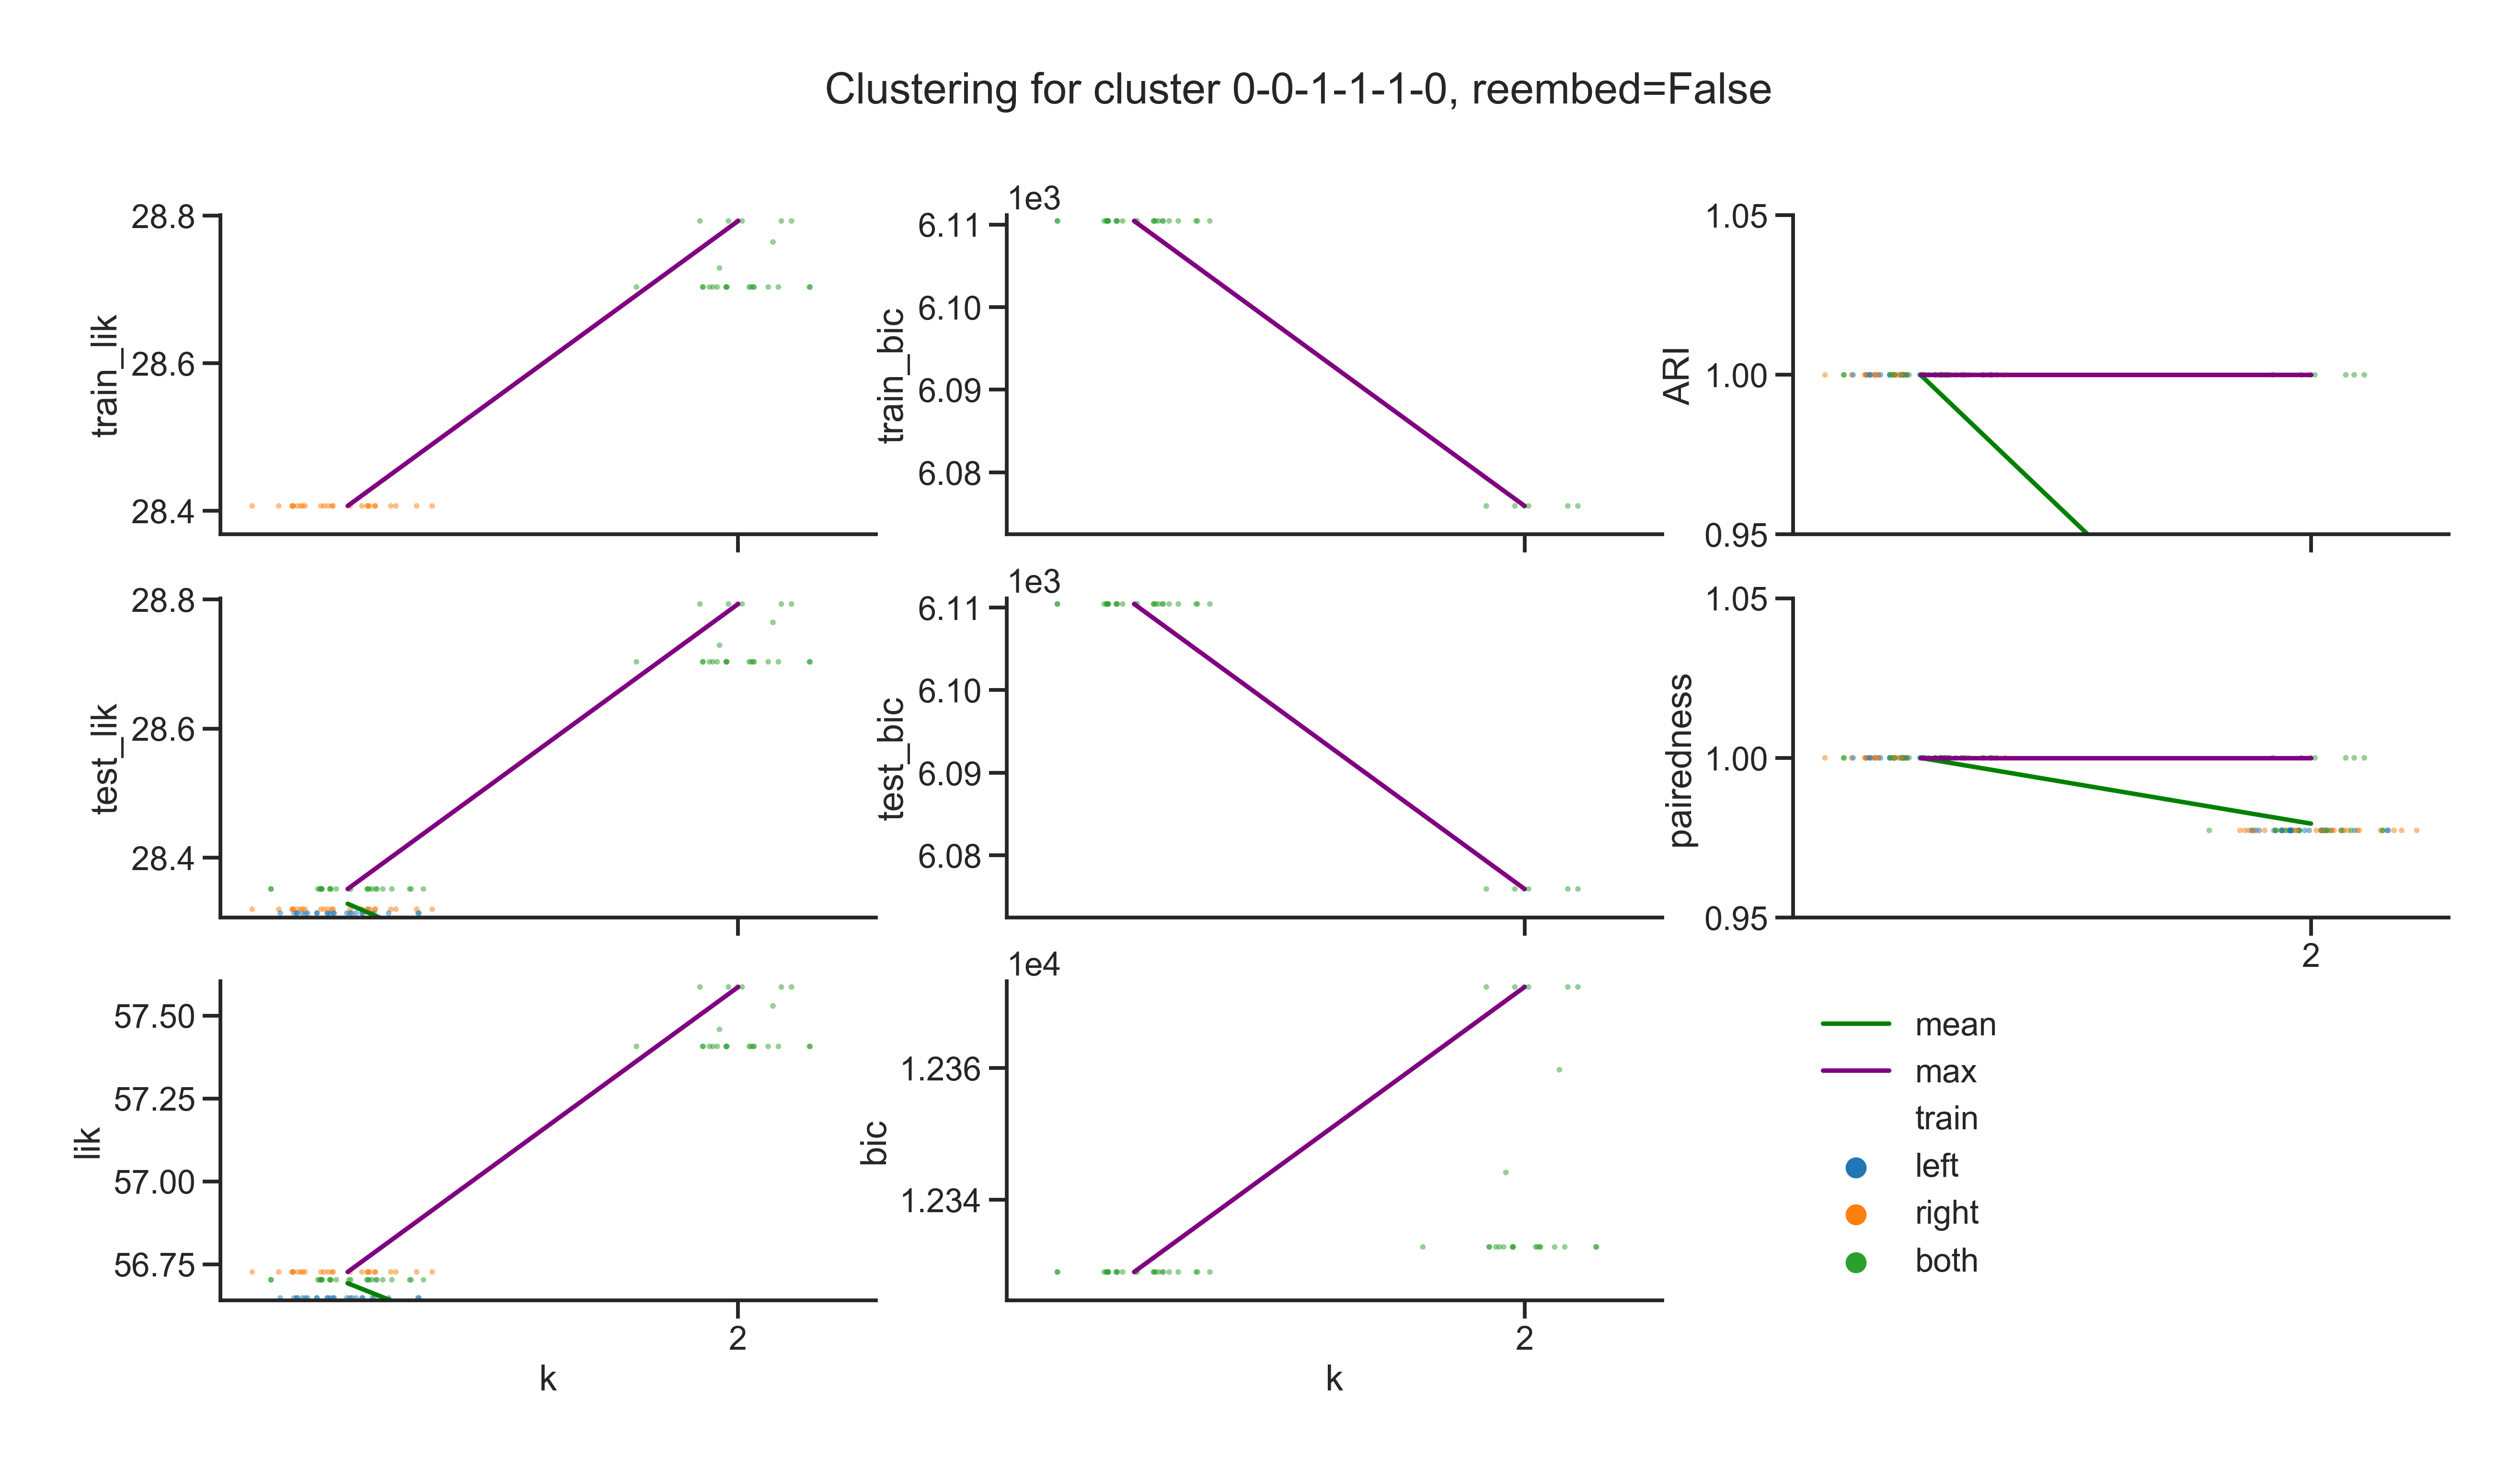 Clustering for cluster 0-0-1-1-1-0, reembed=False
28.8
28.6
28.4
train_lik
1e3
6.11
6.10
6.09
6.08
train_bic
1.05
1.00
0.95
ARI
28.8
28.6
28.4
test_lik
1e3
6.11
6.10
6.09
6.08
test_bic
1.05
1.00
0.95
pairedness
2
57.50
57.25
57.00
56.75
lik
2
k
1e4
1.236
1.234
bic
2
k
mean
max
train
left
right
both